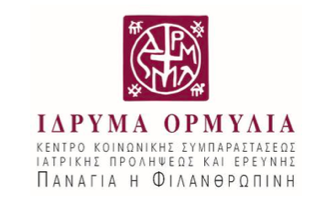 ΙΔΡΥΜΑ ΟΡΜΥΛΙΑ
ΚΕΝΤΡΟ ΚΟΙΝΩΝΙΚΗΣ ΣΥΜΠΑΡΑΣΤΑΣΕΩΣ
ΙΑΤΡΙΚΗΣ ΠΡΟΛΗΨΕΩΣ ΚΑΙ ΕΡΕΥΝΗΣ
ΠΑΝΑΓΙΑ Η ΦΙΛΑΝΘΡΩΠΙΝΗ